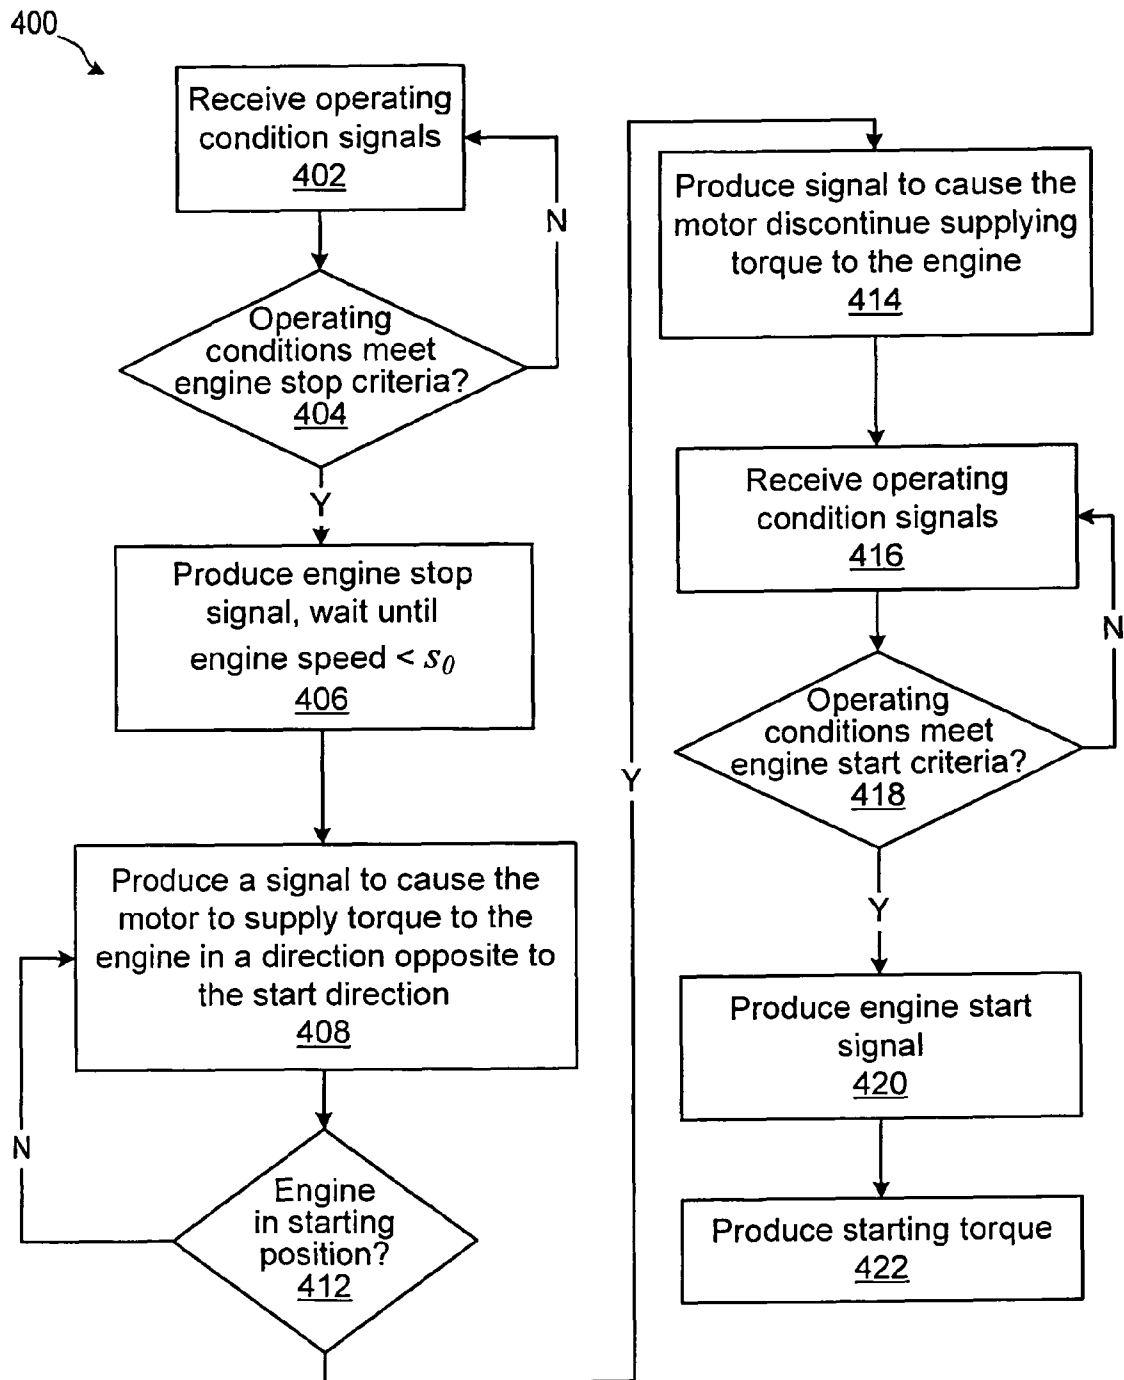 400
Receive operating
condition signals
402
N
Operating
conditions meet
engine stop criteria?
404
Y
Produce engine stop
signal, wait until
engine speed < s0
406
Produce a signal to cause the
motor to supply torque to the
engine in a direction opposite to
the start direction
408
N
Engine
in starting
position?
412
Y
Produce signal to cause the
motor discontinue supplying
torque to the engine
414
Receive operating
condition signals
416
N
Operating
conditions meet
engine start criteria?
418
Y
Produce engine start
signal
420
Produce starting torque
422